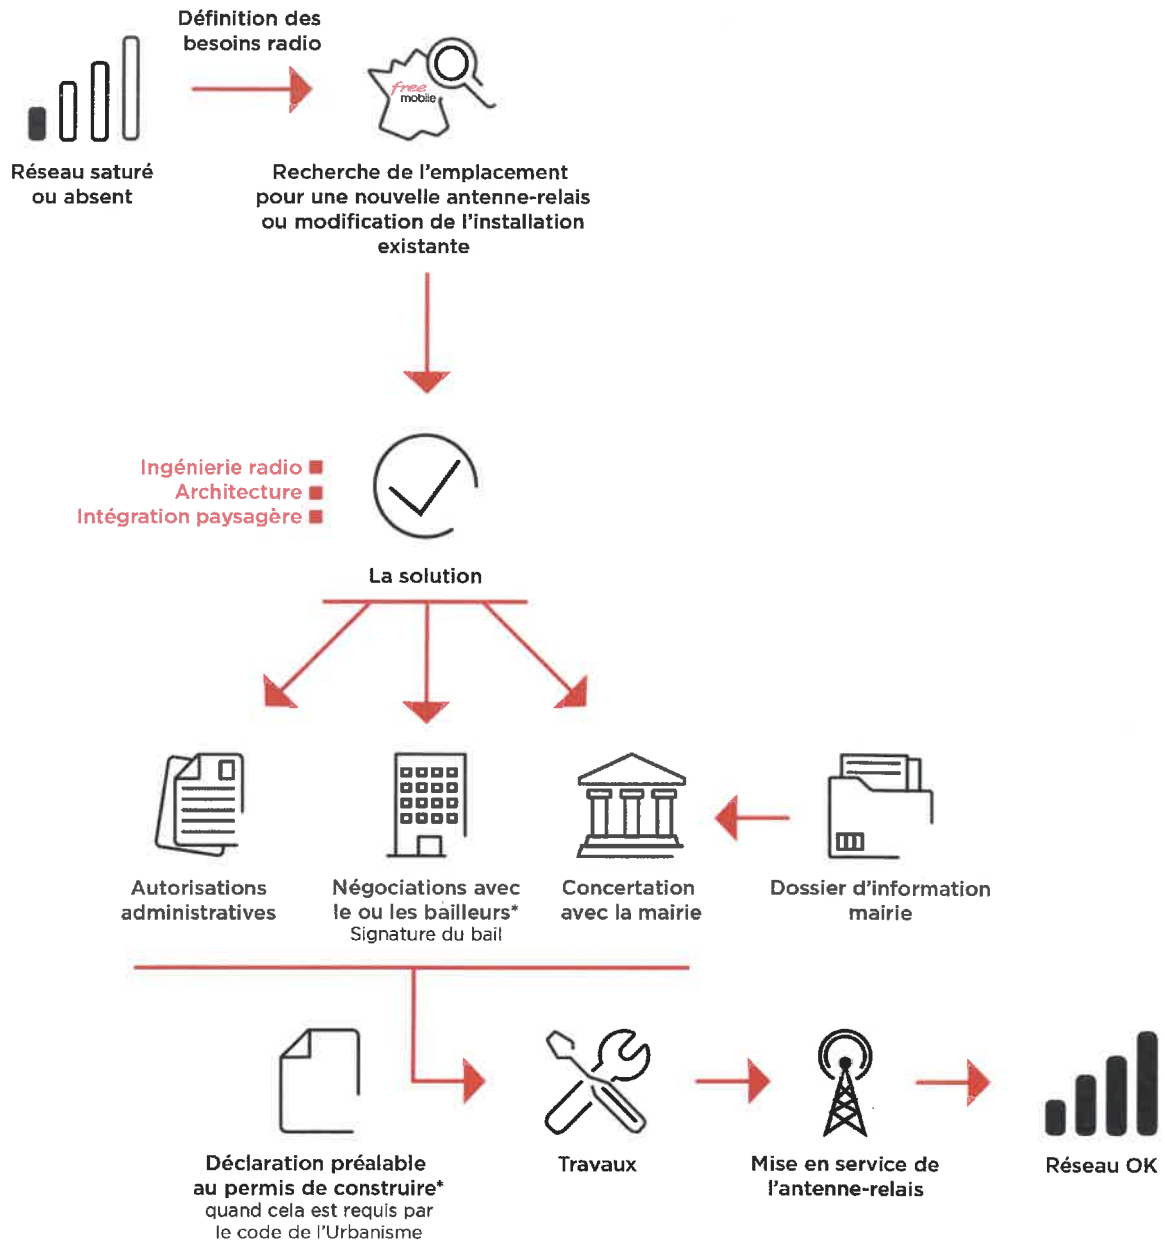 Définition des
besoins radio
free
mobile
Réseau saturé
ou absent
Recherche de l'emplacement
pour une nouvelle antenne-relais
ou modification de l'installation
existante
Ingénierie radio
Architecture
Intégration paysagère
La solution
Autorisations
administratives
Négociations avec
le ou les bailleurs*
Signature du bail
Concertation
avec la mairie
Dossier d'information
mairie
Déclaration préalable
au permis de construire*
quand cela est requis par
le code de l'Urbanisme
Travaux
Mise en service de
l'antenne-relais
Réseau OK